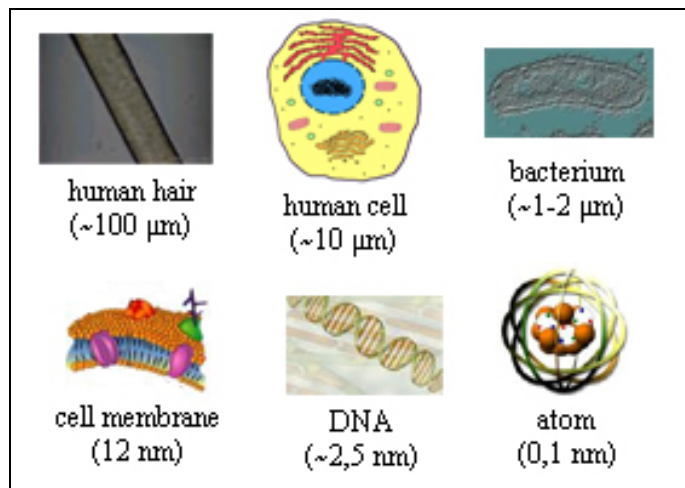 human hair
(~100 µm)
human cell
(~10 µm)
bacterium
(~1-2 µm)
cell membrane
(12 nm)
DNA
(~2,5 nm)
atom
(0,1 nm)